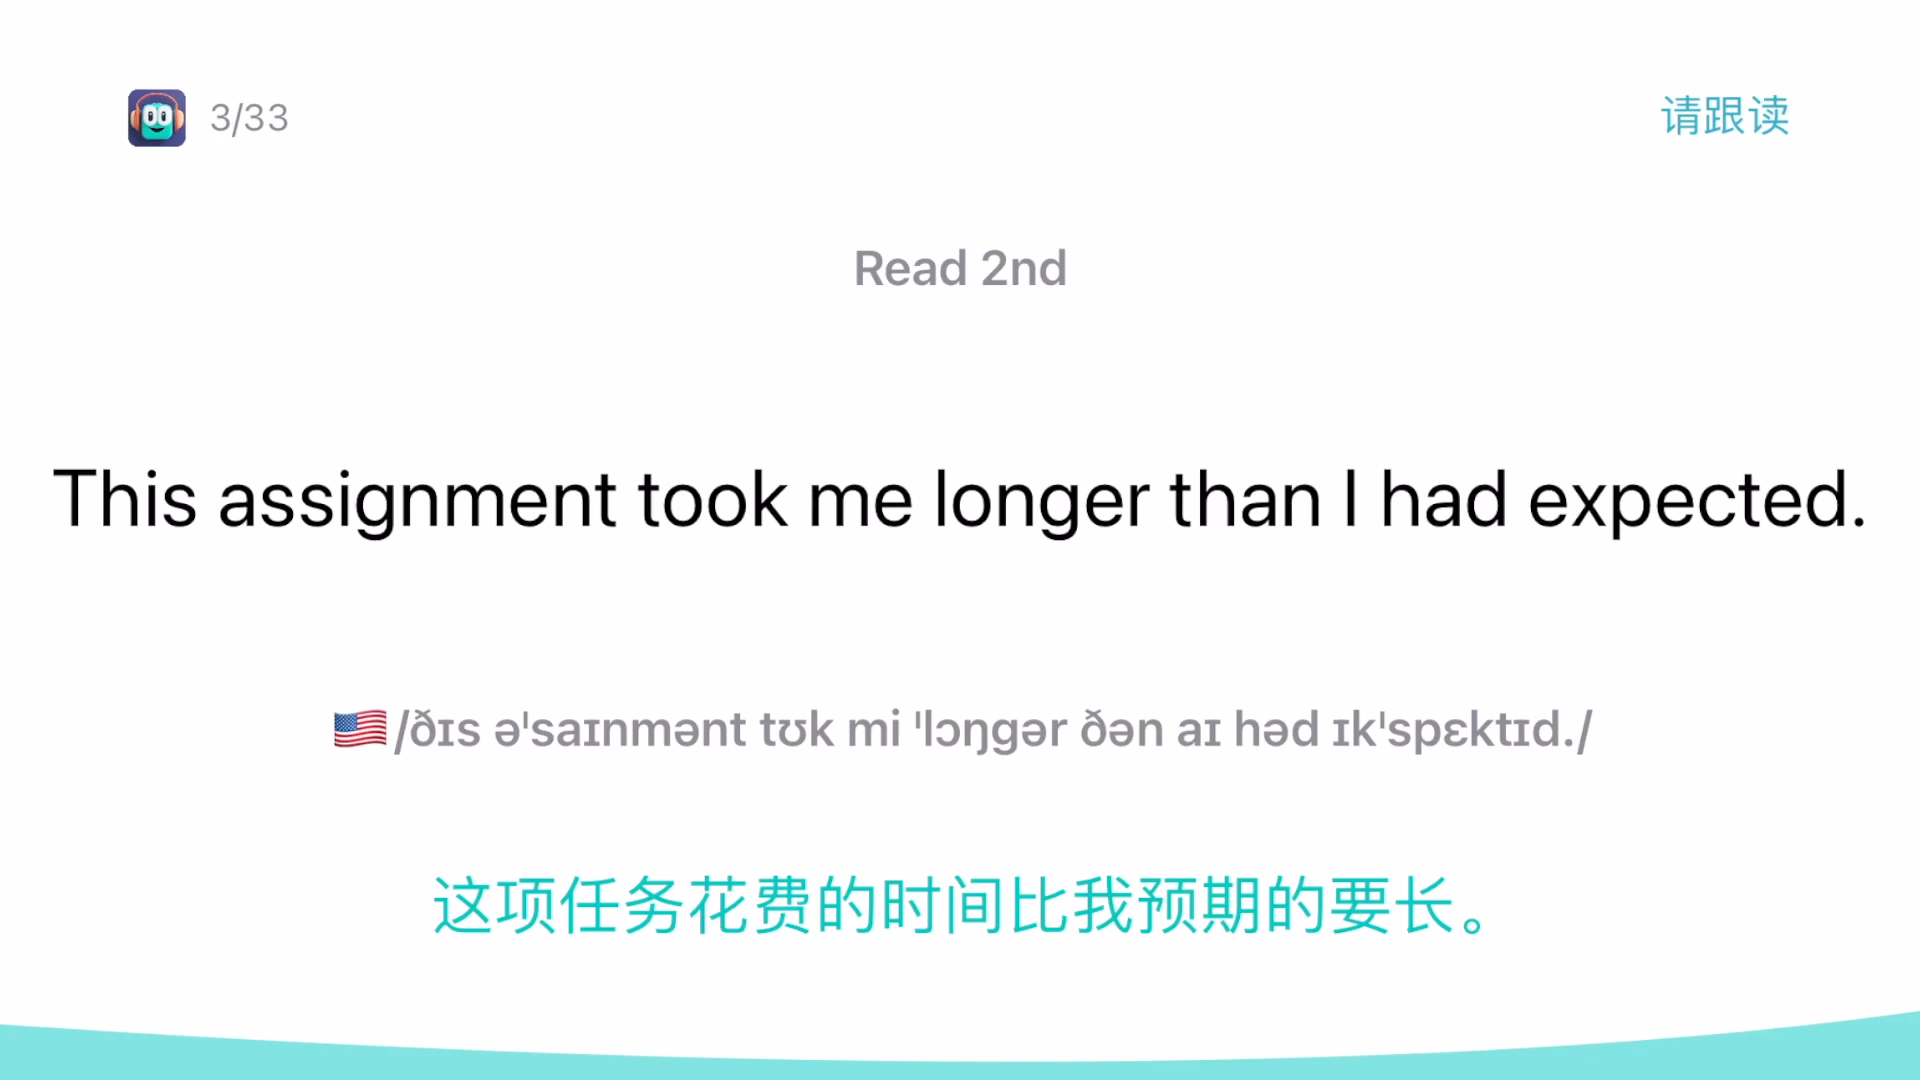 3/33
请跟读
Read 2nd
This assignment took me longer than I had expected.
/ðɪs ə'saɪnmənt tʊk mi 'lɔŋgər ðən aɪ həd ɪk'spɛktɪd./
这项任务花费的时间比我预期的要长。